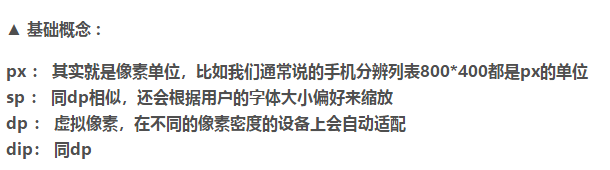 ▲ 基础概念：
px： 其实就是像素单位，比如我们通常说的手机分辨列表800*400都是px的单位
sp： 同dp相似，还会根据用户的字体大小偏好来缩放
dp： 虚拟像素，在不同的像素密度的设备上会自动适配
dip： 同dp